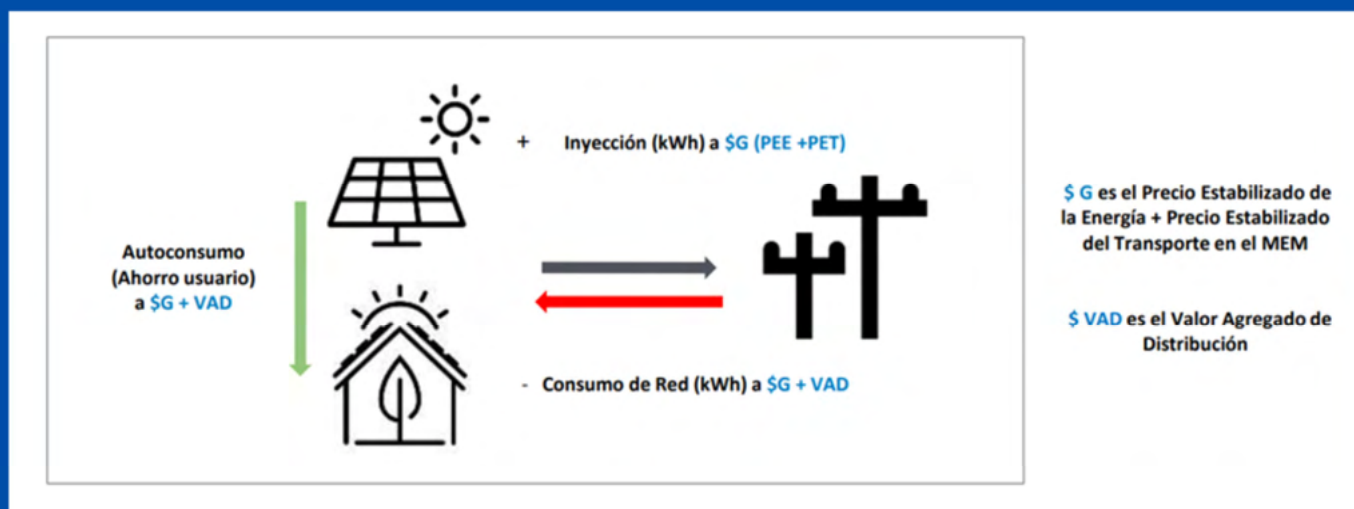 + Inyección (kWh) a $G (PEE +PET)
Autoconsumo
(Ahorro usuario)
a $G + VAD
- Consumo de Red (kWh) a $G + VAD
$ G es el Precio Estabilizado de
la Energía + Precio Estabilizado
del Transporte en el MEM
$ VAD es el Valor Agregado de
Distribución